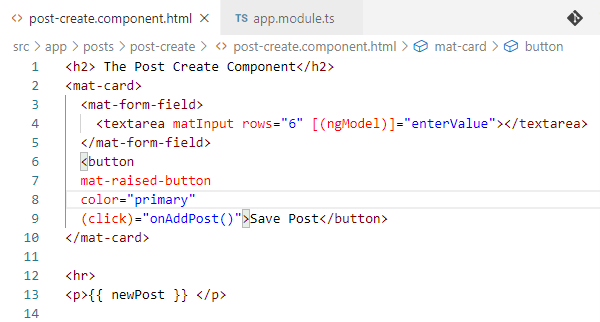 post-create.component.html × TS app.module.ts
src > app > posts > post-create > post-create.component.html > mat-card > button
1 <h2> The Post Create Component</h2>
2 <mat-card>
3 <mat-form-field>
4 <textarea matInput rows="6" [(ngModel)]="enterValue"></textarea>
5 </mat-form-field>
6 <button
7 mat-raised-button
8 color="primary"
9 (click)="onAddPost()">Save Post</button>
10 </mat-card>
11
12 <hr>
13 <p>{{ newPost }} </p>
14